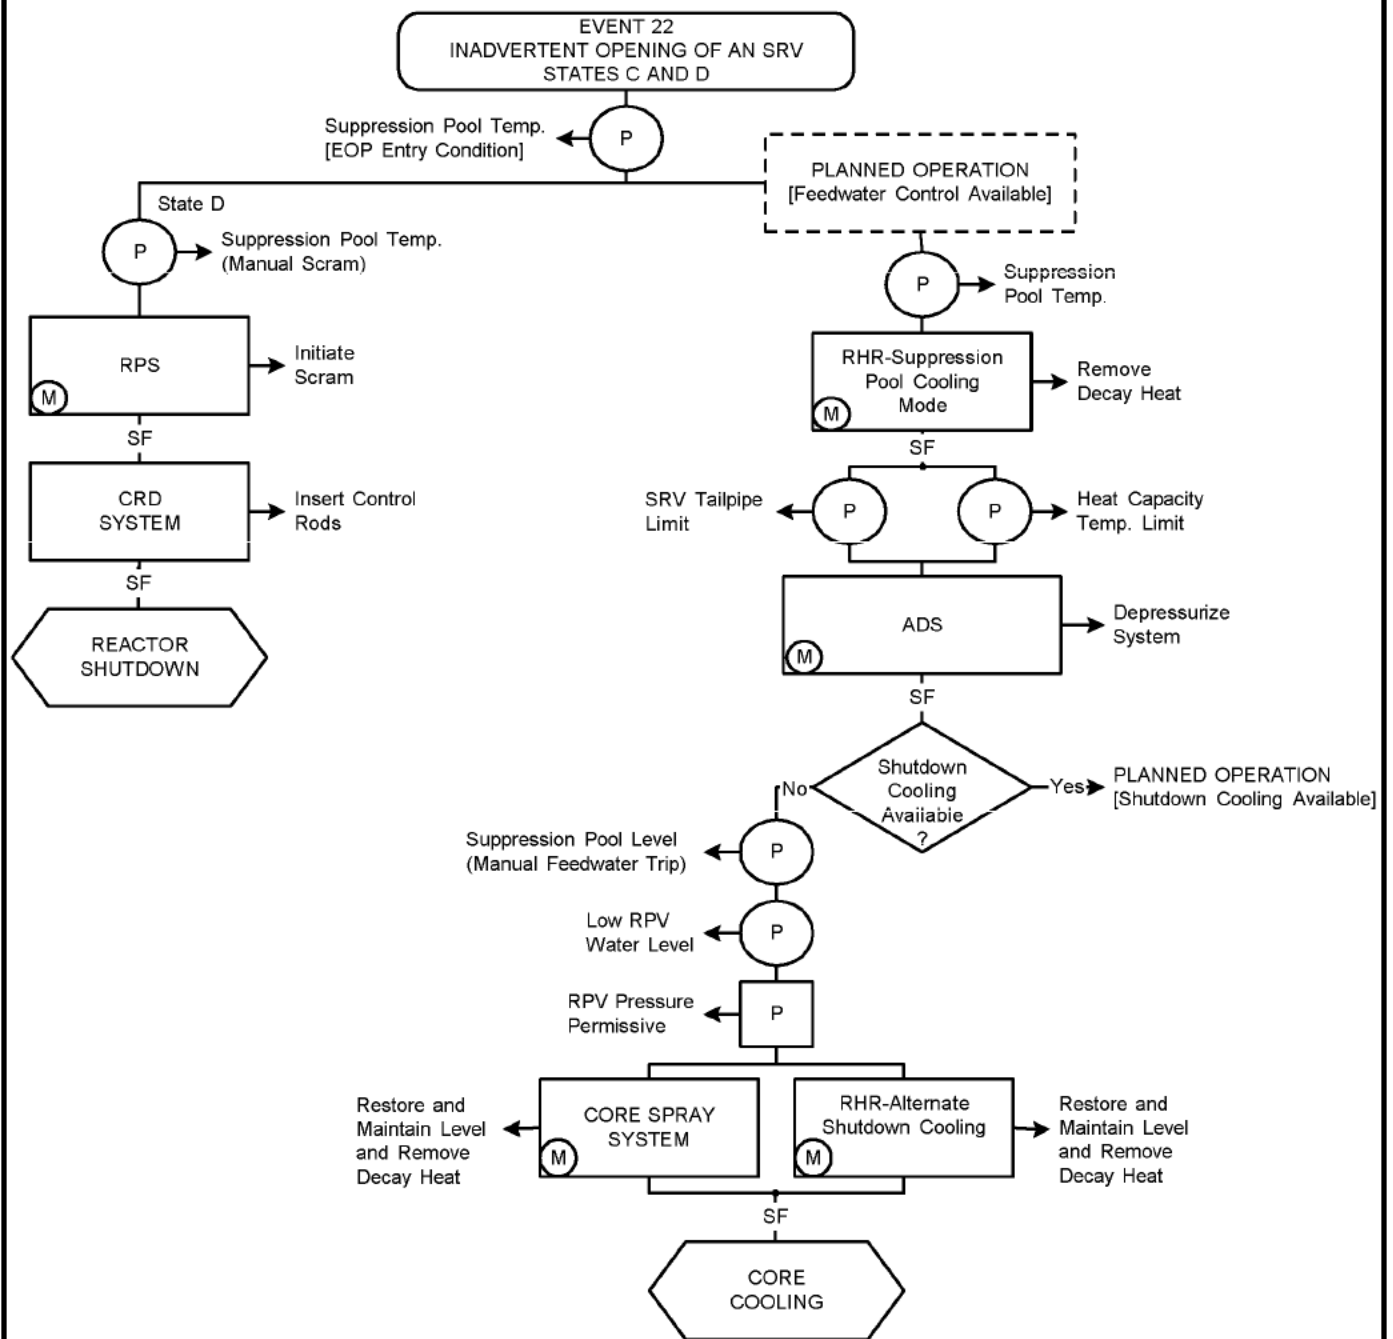 EVENT 22
INADVERTENT OPENING OF AN SRV
STATES C AND D
Suppression Pool Temp.
[EOP Entry Condition]
P
PLANNED OPERATION
[Feedwater Control Available]
State D
P
Suppression Pool Temp.
(Manual Scram)
P
Suppression
Pool Temp.
RPS
M
Initiate
Scram
RHR-Suppression
Pool Cooling
Mode
M
Remove
Decay Heat
SF
SF
CRD
SYSTEM
Insert Control
Rods
SRV Tailpipe
Limit
P
P
Heat Capacity
Temp. Limit
SF
REACTOR
SHUTDOWN
ADS
M
Depressurize
System
SF
Shutdown
Cooling
Available
?
No
Yes
PLANNED OPERATION
[Shutdown Cooling Available]
Suppression Pool Level
(Manual Feedwater Trip)
P
Low RPV
Water Level
P
RPV Pressure
Permissive
P
Restore and
Maintain Level
and Remove
Decay Heat
CORE SPRAY
SYSTEM
M
RHR-Alternate
Shutdown Cooling
M
Restore and
Maintain Level
and Remove
Decay Heat
SF
CORE
COOLING